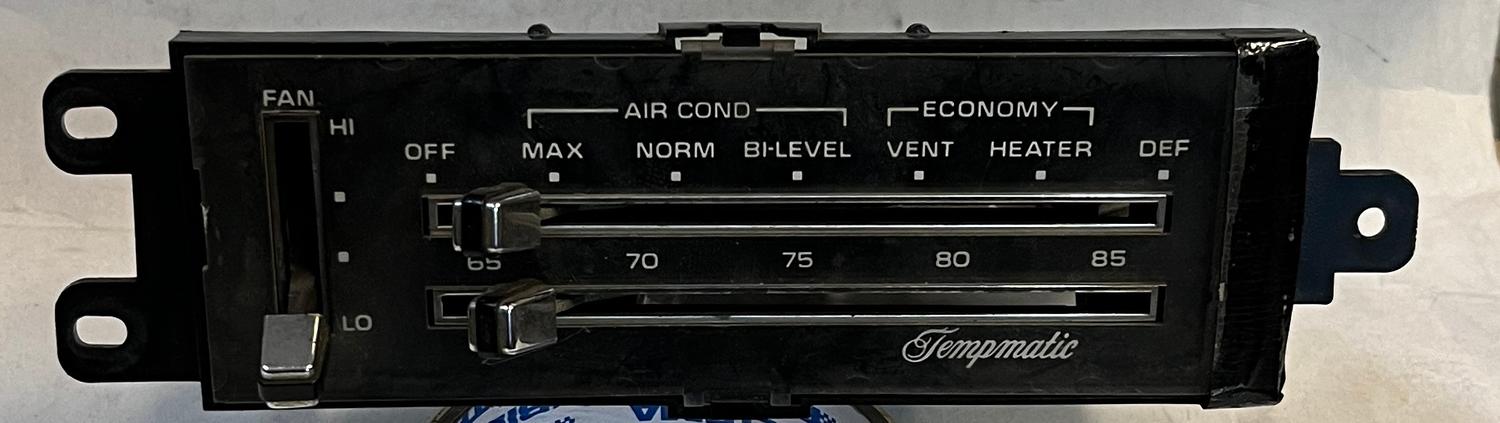 FAN
HI
LO
AIR COND
ECONOMY
OFF MAX NORM BI-LEVEL VENT HEATER DEF
65 70 75 80 85
Tempmatic